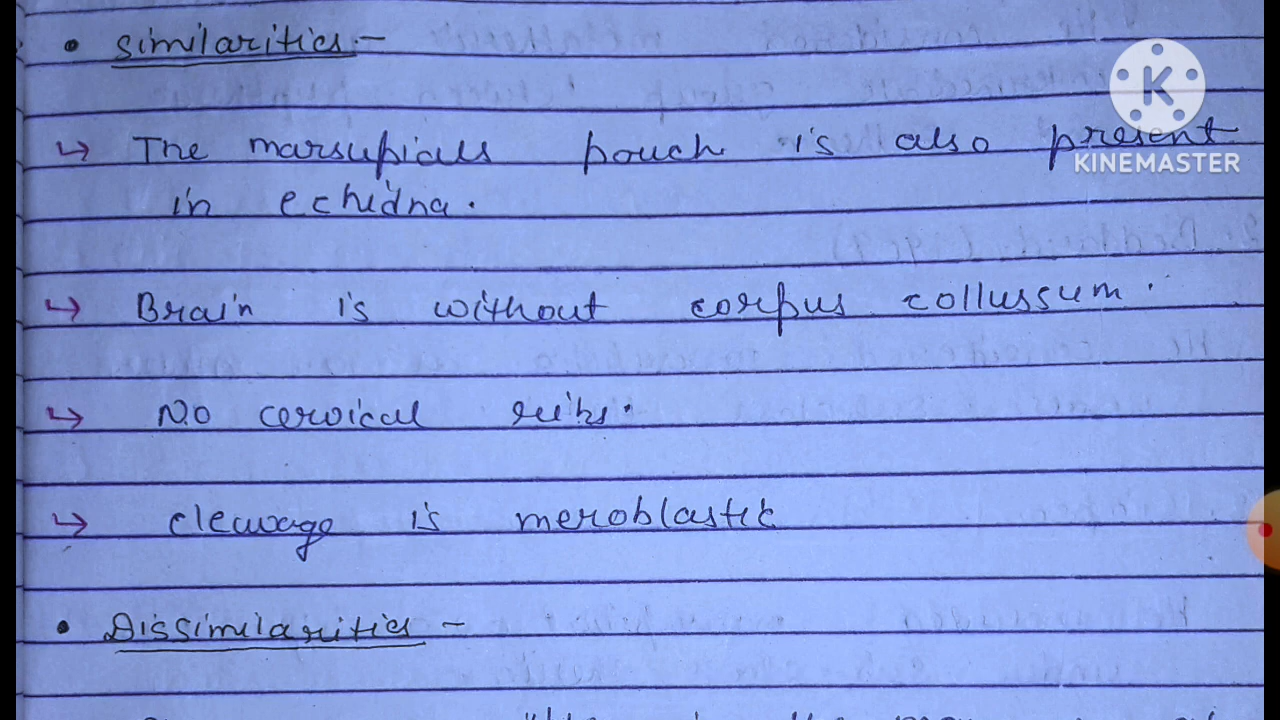 • Similarities :-
↳ The marsupials pouch is also present
in echidna.
↳ Brain is without corpus collussum.
↳ No cervical ribs.
↳ clevage is meroblastic
• Dissimilarities -
KINEMASTER